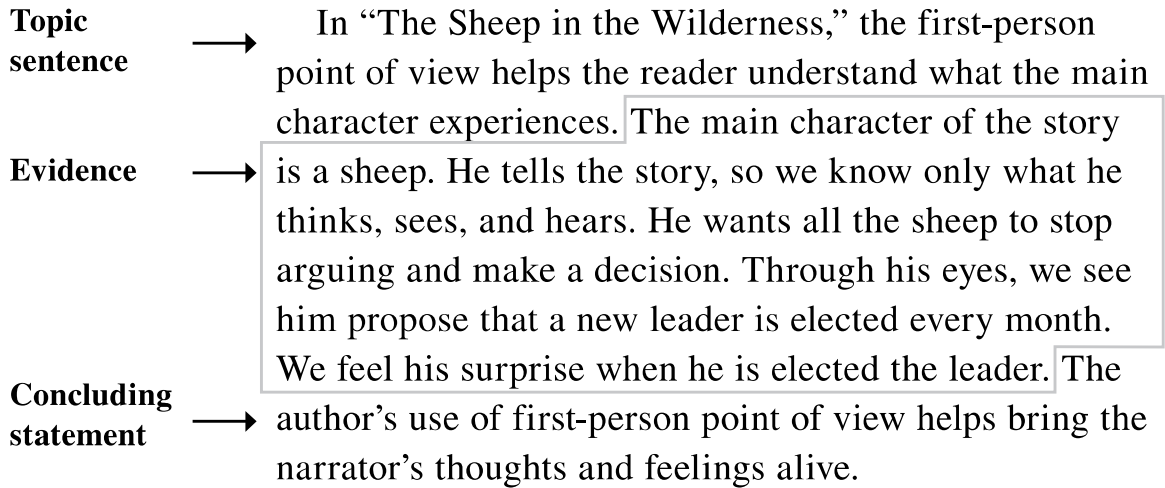 Topic
sentence
In “The Sheep in the Wilderness,” the first-person
point of view helps the reader understand what the main
character experiences. The main character of the story
Evidence
is a sheep. He tells the story, so we know only what he
thinks, sees, and hears. He wants all the sheep to stop
arguing and make a decision. Through his eyes, we see
him propose that a new leader is elected every month.
We feel his surprise when he is elected the leader. The
Concluding
statement
author’s use of first-person point of view helps bring the
narrator’s thoughts and feelings alive.